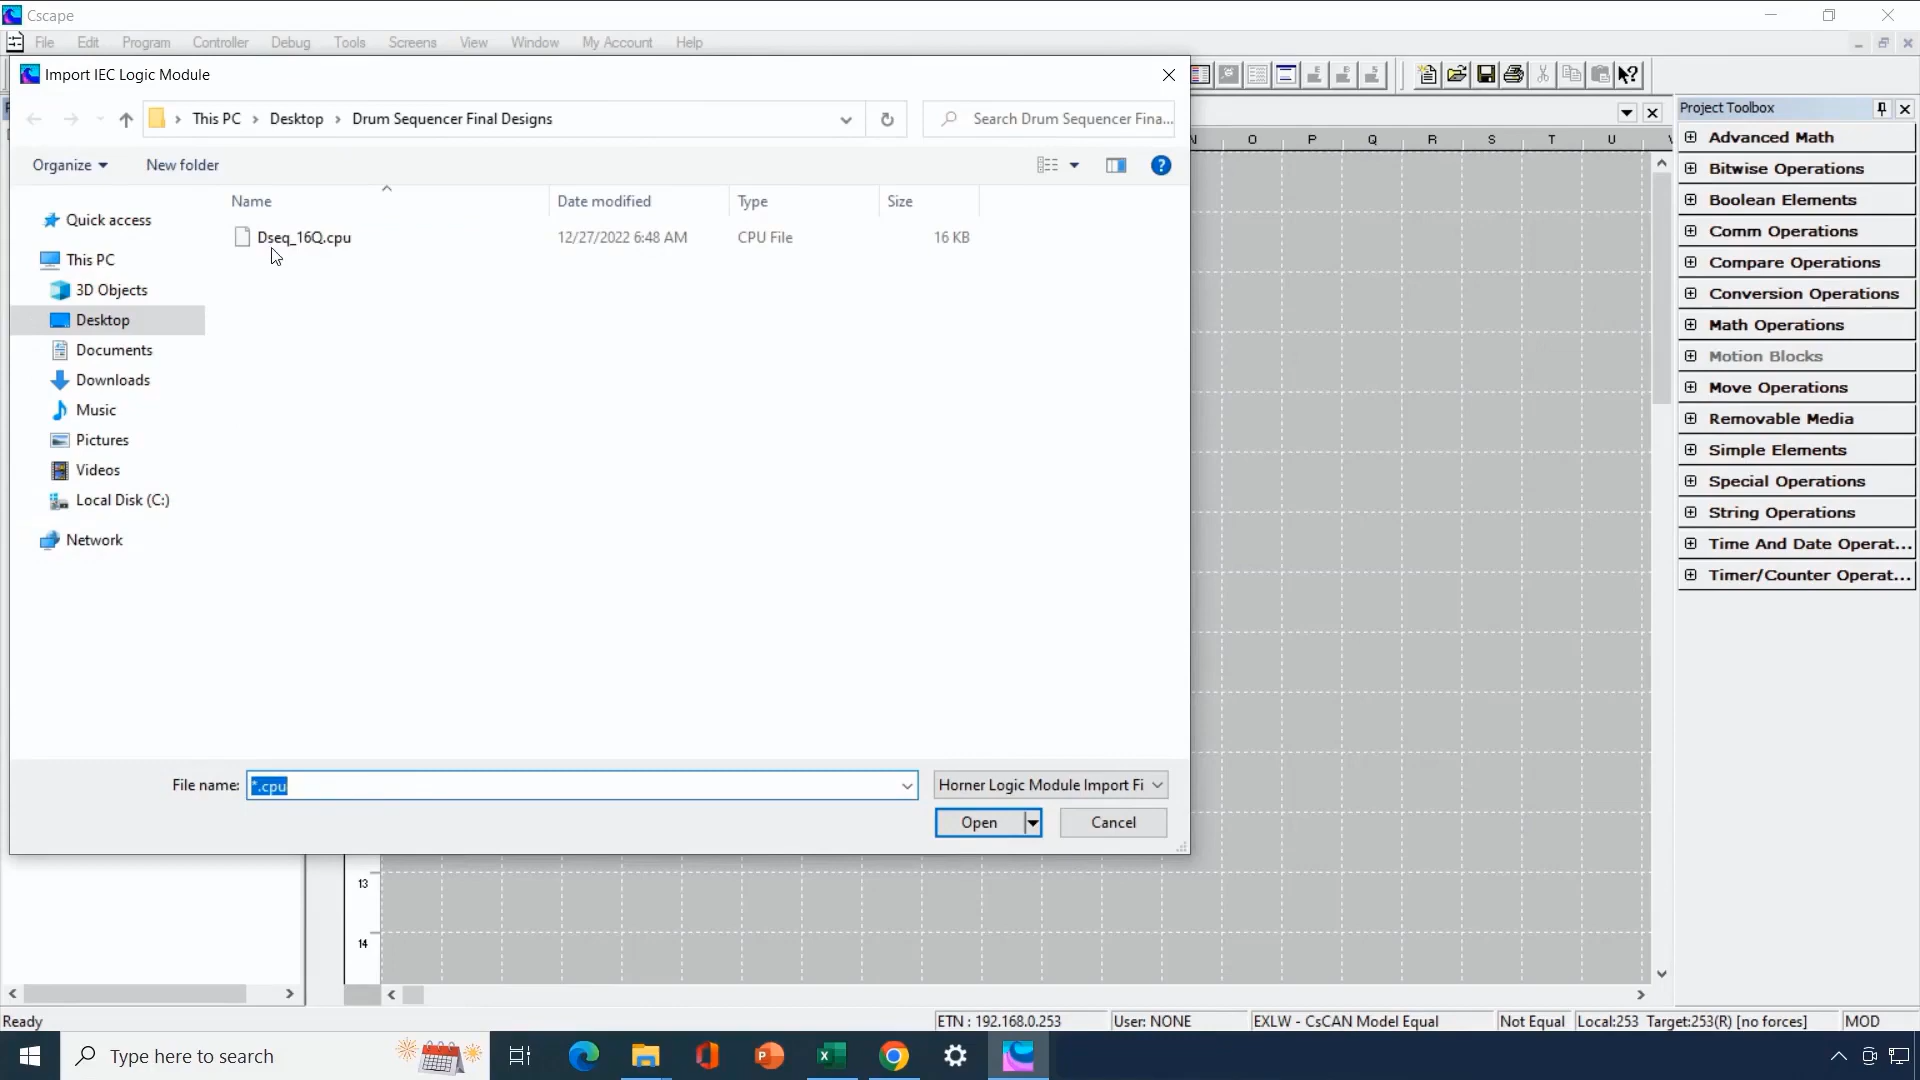 Cscape
File Edit Program Controller Debug Tools Screens View Window My Account Help
Import IEC Logic Module
This PC Desktop Drum Sequencer Final Designs
Search Drum Sequencer Fina...
Organize New folder
Name Date modified Type Size
Dseq_16Q.cpu 12/27/2022 6:48 AM CPU File 16 KB
Quick access
This PC
3D Objects
Desktop
Documents
Downloads
Music
Pictures
Videos
Local Disk (C:)
Network
File name: *.cpu
Horner Logic Module Import Fi
Open Cancel
N O P Q R S T U
13
14
Project Toolbox
Advanced Math
Bitwise Operations
Boolean Elements
Comm Operations
Compare Operations
Conversion Operations
Math Operations
Motion Blocks
Move Operations
Removable Media
Simple Elements
Special Operations
String Operations
Time And Date Operat...
Timer/Counter Operat...
Ready
ETN : 192.168.0.253 User: NONE EXLW - CsCAN Model Equal Not Equal Local:253 Target:253(R) [no forces] MOD
Type here to search